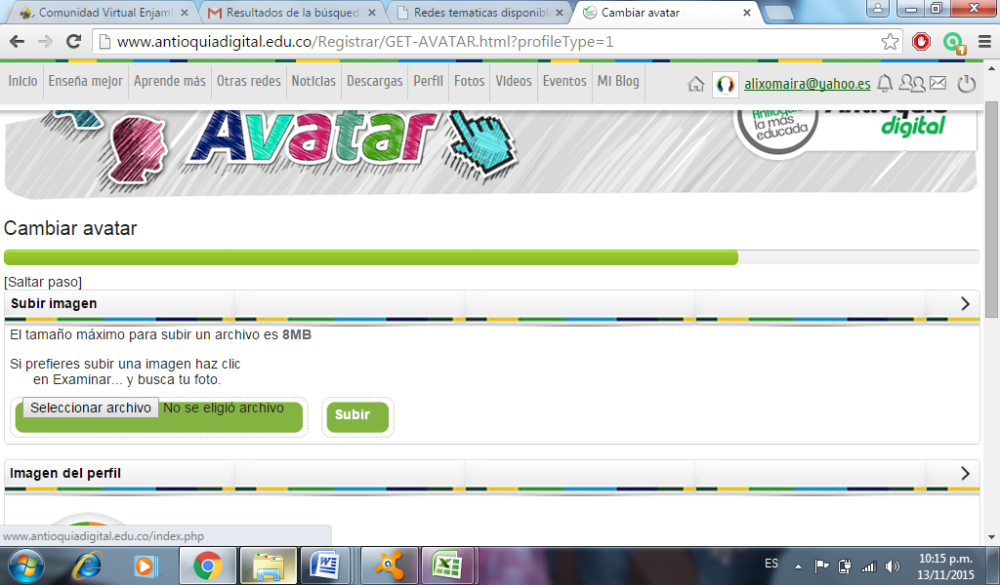 Comunidad Virtual Enjam
Resultados de la búsqued
Redes tematicas disponibl
Cambiar avatar
www.antioquiadigital.edu.co/Registrar/GET-AVATAR.html?profileType=1
1
Inicio Enseña mejor Aprende más Otras redes Noticias Descargas Perfil Fotos Videos Eventos Mi Blog
alixomaira@yahoo.es
Avatar
la más
educada
digital
Cambiar avatar
[Saltar paso]
Subir imagen
El tamaño máximo para subir un archivo es 8MB
Si prefieres subir una imagen haz clic
en Examinar... y busca tu foto.
Seleccionar archivo No se eligió archivo
Subir
Imagen del perfil
www.antioquiadigital.edu.co/index.php
ES
10:15 p.m.
13/11/2015